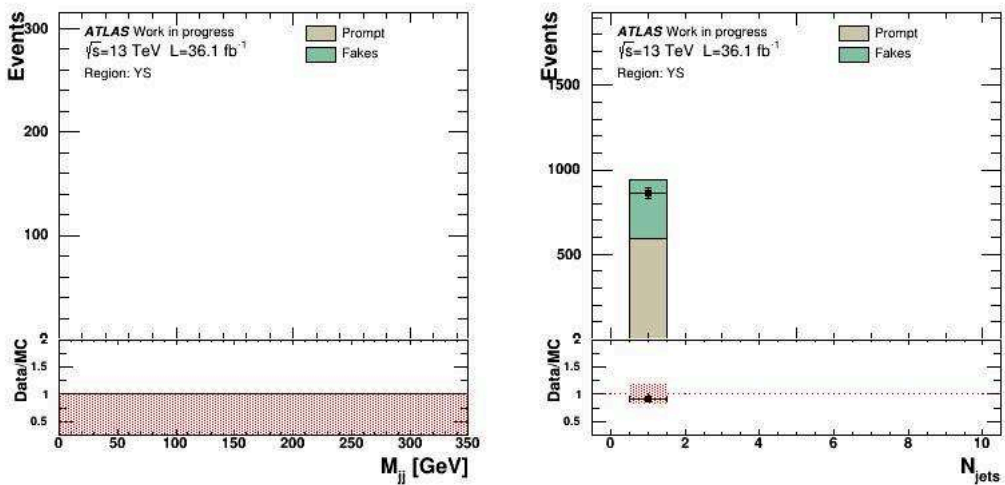 Events
ATLAS Work in progress
√s=13 TeV L=36.1 fb⁻¹
Region: YS
Prompt
Fakes
300
200
100
Data/MC
2
1.5
1
0.5
0 50 100 150 200 250 300 350
M_jj [GeV]
Events
ATLAS Work in progress
√s=13 TeV L=36.1 fb⁻¹
Region: YS
Prompt
Fakes
1500
1000
500
Data/MC
2
1.5
1
0.5
0 2 4 6 8 10
N_jets